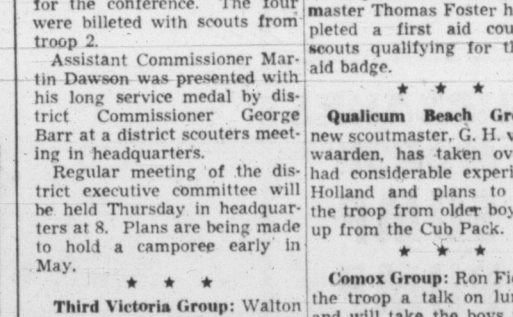 for the conference. The four
were billeted with scouts from
troop 2.
Assistant Commissioner Mar-
tin Dawson was presented with
his long service medal by dis-
trict Commissioner George
Barr at a district scouters meet-
ing in headquarters.
Regular meeting of the dis-
trict executive committee will
be held Thursday in headquar-
ters at 8. Plans are being made
to hold a camporee early in
May.
★ ★ ★
Third Victoria Group: Walton
master Thomas Foster h
pleted a first aid cou
scouts qualifying for th
aid badge.
★ ★ ★
Qualicum Beach Gr
new scoutmaster, G. H. v
waarden, has taken ov
had considerable experi
Holland and plans to
the troop from older boy
up from the Cub Pack.
★ ★ ★
Comox Group: Ron Fi
the troop a talk on lu
and will take the boys